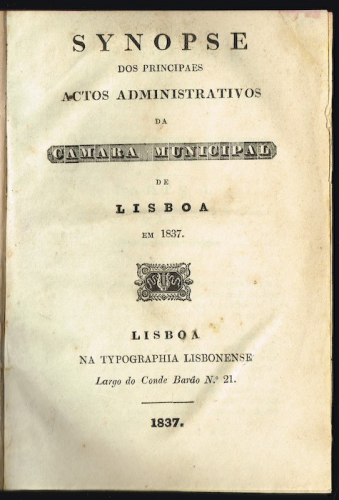 SYNOPSE
DOS PRINCIPAES
ACTOS ADMINISTRATIVOS
DA
CAMARA MUNICIPAL
DE
LISBOA
EM 1837.
LISBOA
NA TYPOGRAPHIA LISBONENSE
Largo do Conde Barão N.º 21.
1837.